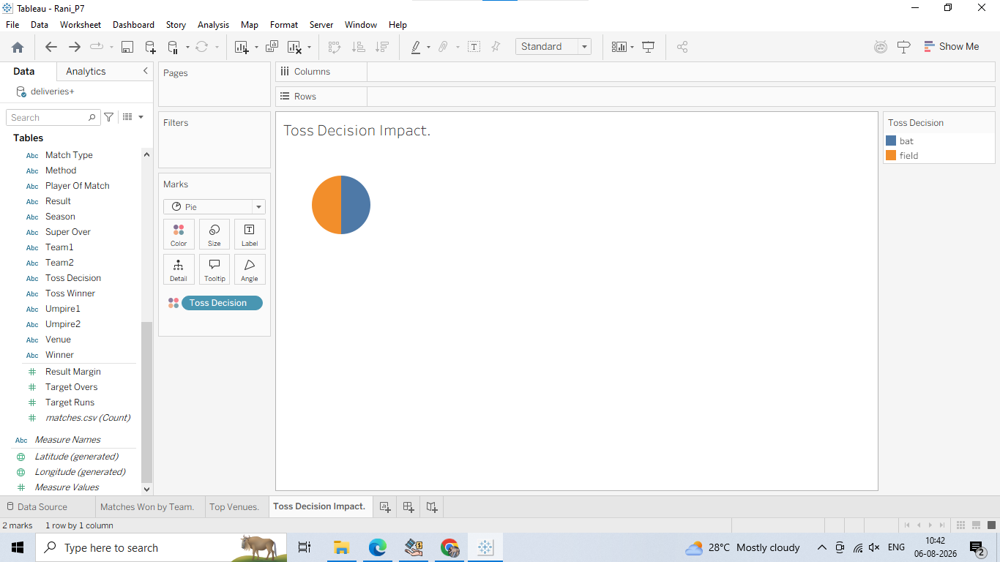 Tableau - Rani_P7
File Data Worksheet Dashboard Story Analysis Map Format Server Window Help
Standard
Show Me
Data Analytics
deliveries+
Search
Tables
Abc Match Type
Abc Method
Abc Player Of Match
Abc Result
Abc Season
Abc Super Over
Abc Team1
Abc Team2
Abc Toss Decision
Abc Toss Winner
Abc Umpire1
Abc Umpire2
Abc Venue
Abc Winner
# Result Margin
# Target Overs
# Target Runs
# matches.csv (Count)
Abc Measure Names
Latitude (generated)
Longitude (generated)
# Measure Values
Pages
Filters
Marks
Pie
Color Size Label
Detail Tooltip Angle
Toss Decision
Columns
Rows
Toss Decision Impact.
Toss Decision
bat
field
Data Source Matches Won by Team. Top Venues. Toss Decision Impact.
2 marks 1 row by 1 column
Type here to search
28°C Mostly cloudy
ENG
10:42
06-08-2026
2